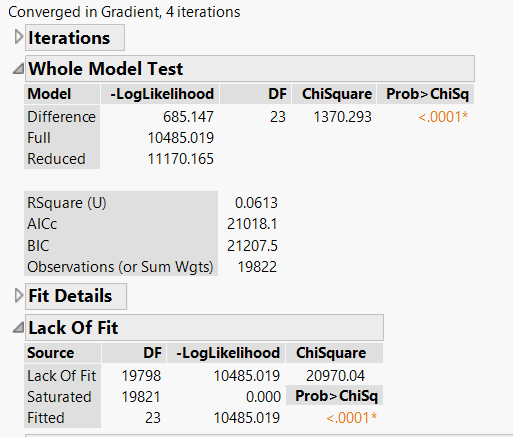 Converged in Gradient, 4 iterations
Iterations
Whole Model Test
Model -LogLikelihood DF ChiSquare Prob>ChiSq
Difference 685.147 23 1370.293 <.0001*
Full 10485.019
Reduced 11170.165
RSquare (U) 0.0613
AICc 21018.1
BIC 21207.5
Observations (or Sum Wgts) 19822
Fit Details
Lack Of Fit
Source DF -LogLikelihood ChiSquare
Lack Of Fit 19798 10485.019 20970.04
Saturated 19821 0.000 Prob>ChiSq
Fitted 23 10485.019 <.0001*